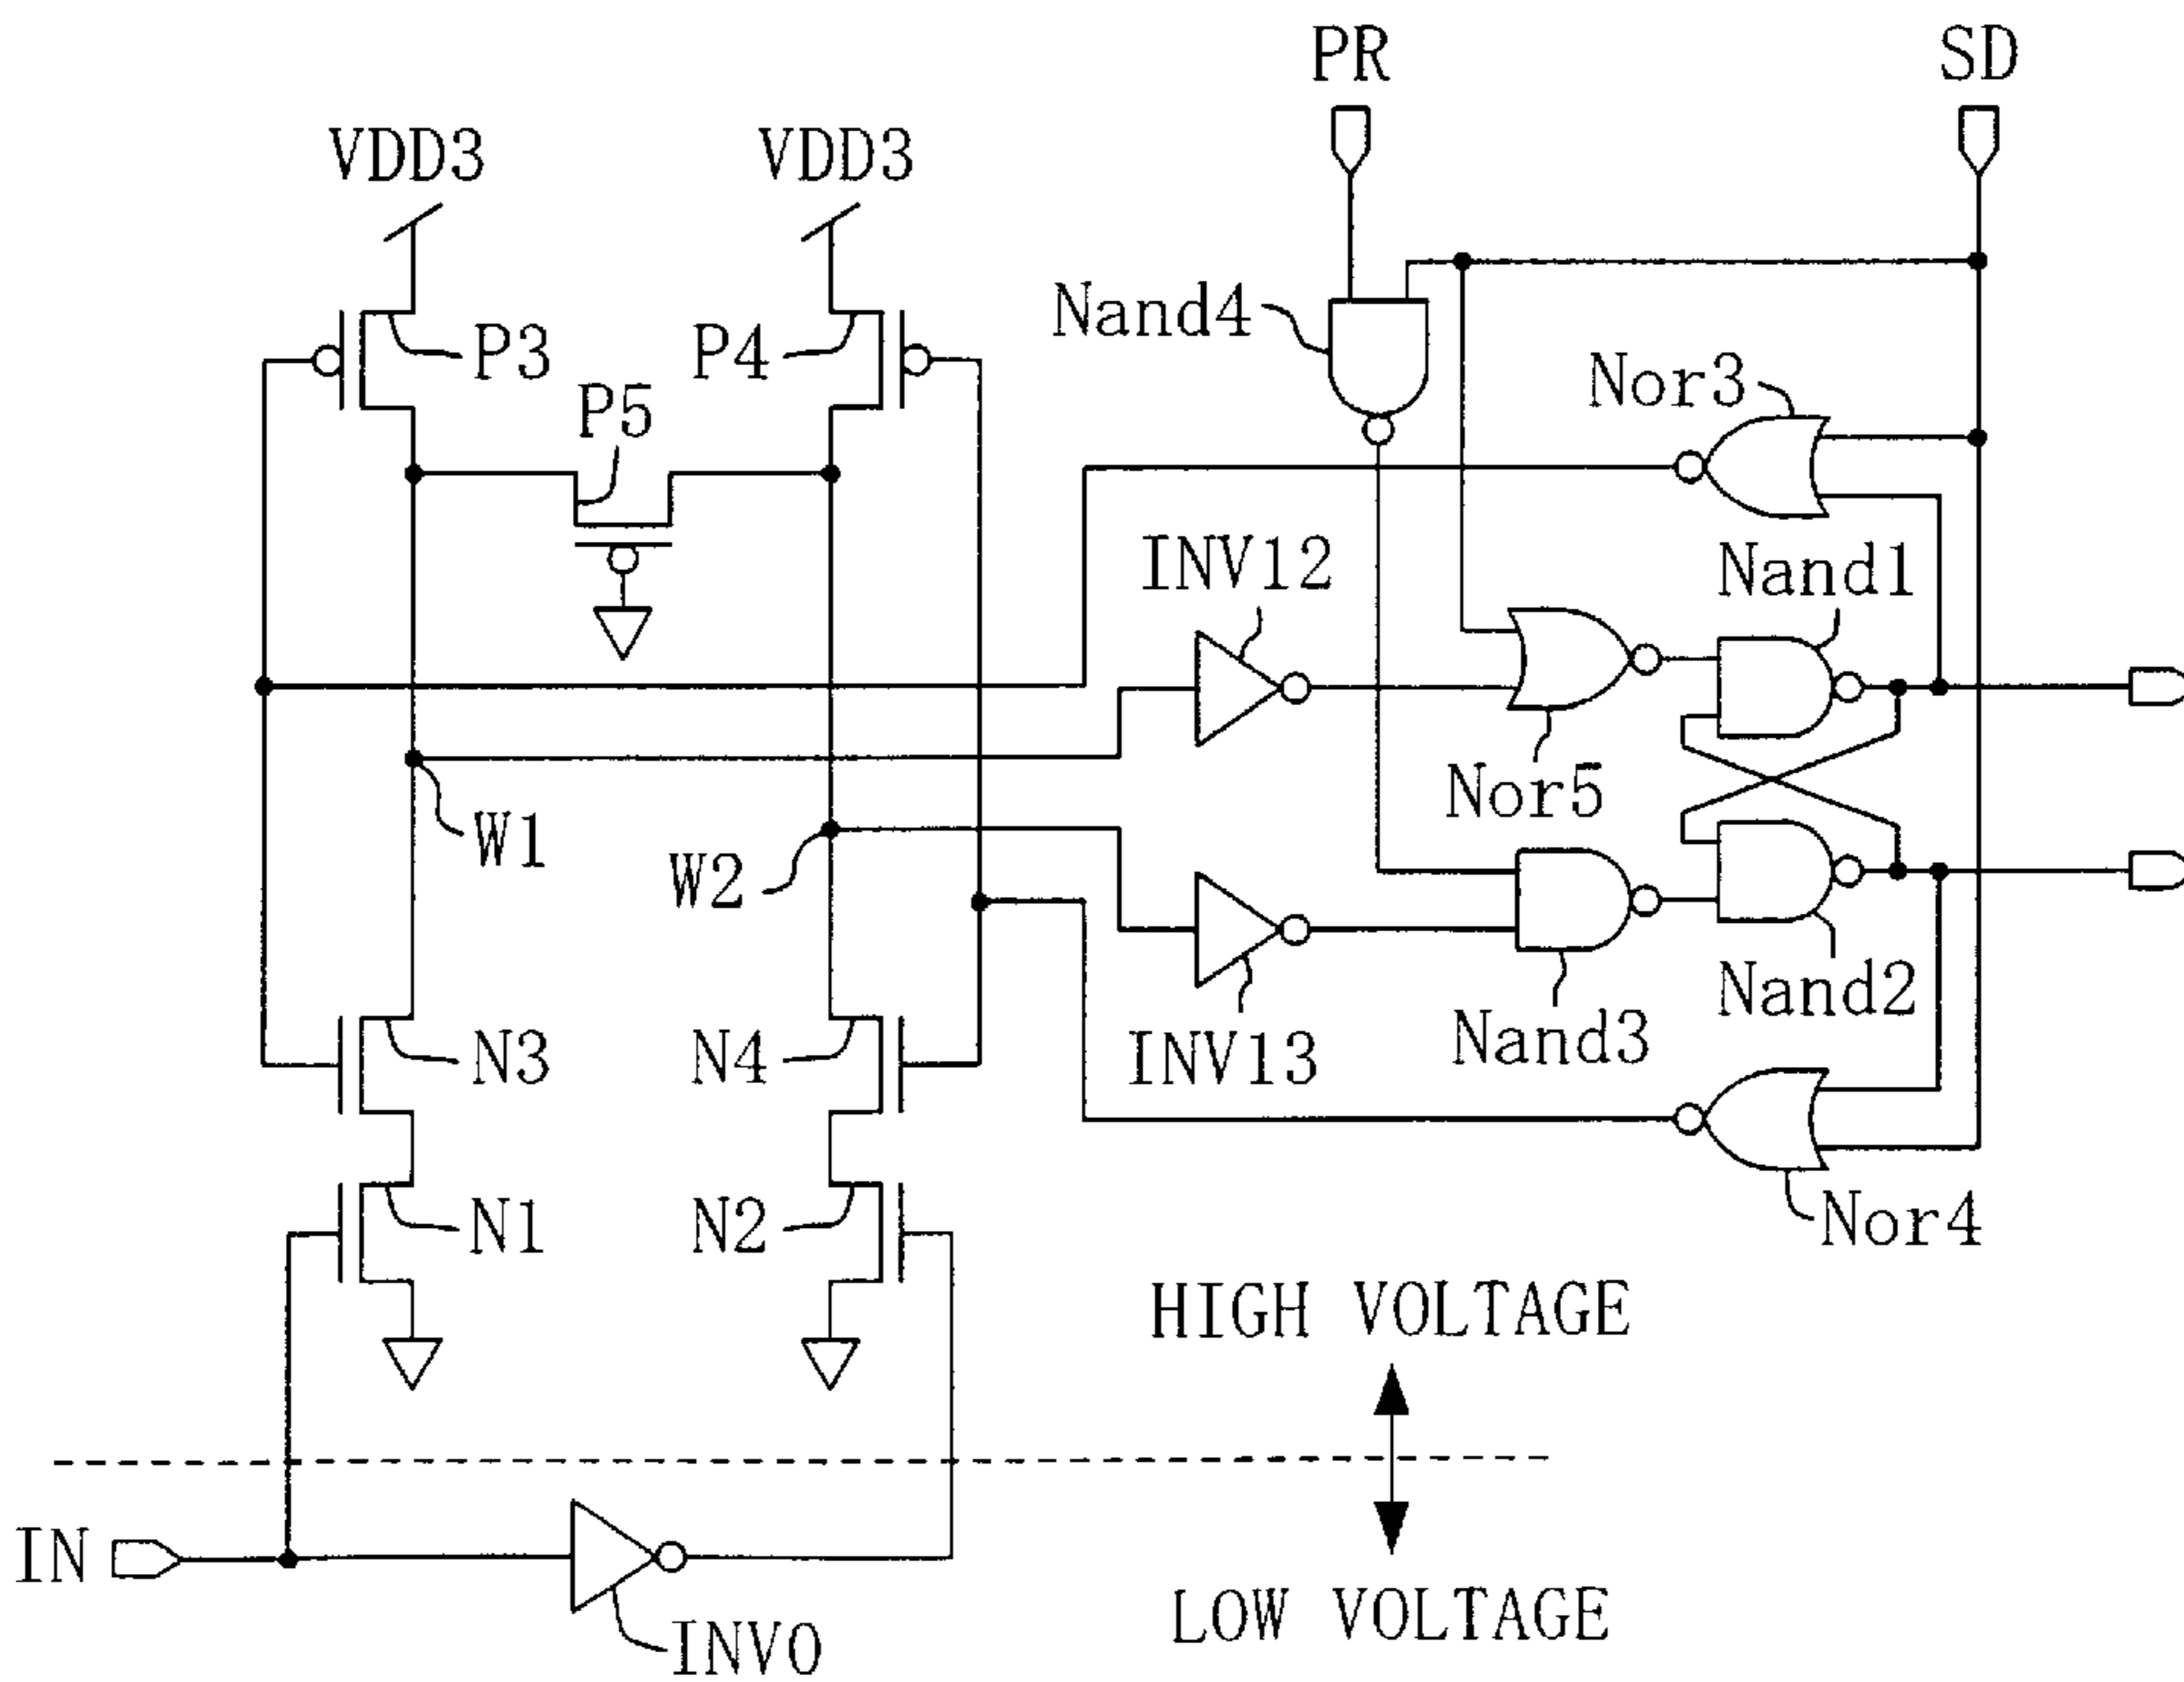 PR
SD
VDD3
VDD3
Nand4
P3
P4
Nor3
P5
INV12
Nand1
Nor5
W1
W2
Nand2
N3
N4
INV13
Nand3
N1
N2
Nor4
HIGH VOLTAGE
IN
LOW VOLTAGE
INV0